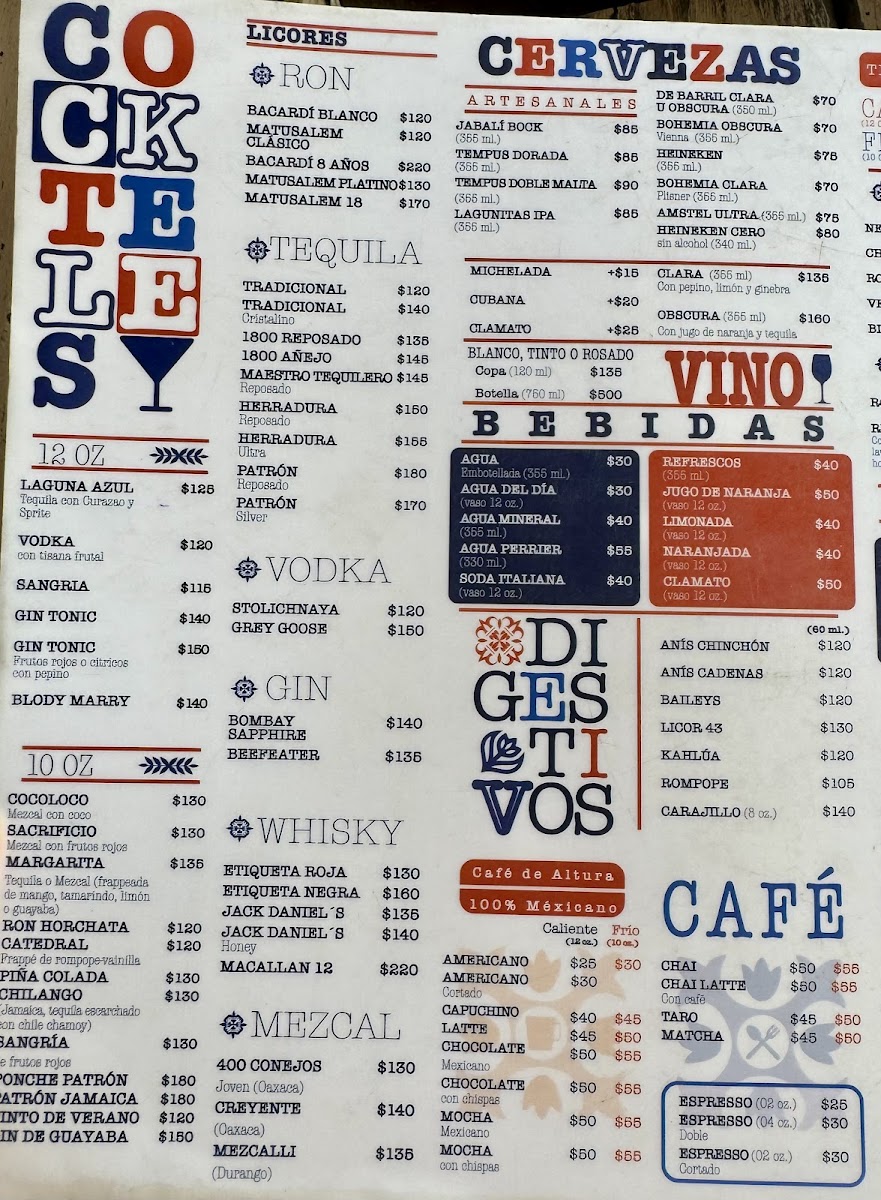 COCKTELES
12 OZ
LAGUNA AZUL $125
Tequila con Curazao y
Sprite
VODKA $120
con tisana frutal
SANGRIA $115
GIN TONIC $140
GIN TONIC $150
Frutos rojos o citricos
con pepino
BLODY MARRY $140
10 OZ
COCOLOCO $130
Mezcal con coco
SACRIFICIO $130
Mezcal con frutos rojos
MARGARITA $135
Tequila o Mezcal (frappeada
de mango, tamarindo, limón
o guayaba)
RON HORCHATA $120
CATEDRAL $120
Frappé de rompope-vainilla
PIÑA COLADA $130
CHILANGO $130
(Jamaica, tequila escarchado
con chile chamoy)
SANGRÍA $130
e frutos rojos
PONCHE PATRÓN $180
PATRÓN JAMAICA $180
INTO DE VERANO $120
IN DE GUAYABA $150
LICORES
RON
BACARDÍ BLANCO $120
MATUSALEM $120
CLÁSICO
BACARDÍ 8 AÑOS $220
MATUSALEM PLATINO $130
MATUSALEM 18 $170
TEQUILA
TRADICIONAL $120
TRADICIONAL $140
Cristalino
1800 REPOSADO $135
1800 AÑEJO $145
MAESTRO TEQUILERO $145
Reposado
HERRADURA $150
Reposado
HERRADURA $155
Ultra
PATRÓN $180
Reposado
PATRÓN $170
Silver
VODKA
STOLICHNAYA $120
GREY GOOSE $150
GIN
BOMBAY $140
SAPPHIRE
BEEFEATER $135
WHISKY
ETIQUETA ROJA $130
ETIQUETA NEGRA $160
JACK DANIEL´S $135
JACK DANIEL´S $140
Honey
MACALLAN 12 $220
MEZCAL
400 CONEJOS $130
Joven (Oaxaca)
CREYENTE $140
(Oaxaca)
MEZCALLI $135
(Durango)
CERVEZAS
ARTESANALES
JABALÍ BOCK $85
(355 ml.)
TEMPUS DORADA $85
(355 ml.)
TEMPUS DOBLE MALTA $90
(355 ml.)
LAGUNITAS IPA $85
(355 ml.)
DE BARRIL CLARA $70
U OBSCURA (350 ml.)
BOHEMIA OBSCURA $70
Vienna (355 ml.)
HEINEKEN $75
(355 ml.)
BOHEMIA CLARA $70
Plisner (355 ml.)
AMSTEL ULTRA (355 ml.) $75
HEINEKEN CERO $80
sin alcohol (340 ml.)
MICHELADA +$15
CUBANA +$20
CLAMATO +$25
CLARA (355 ml) $135
Con pepino, limón y ginebra
OBSCURA (355 ml) $160
Con jugo de naranja y tequila
BLANCO, TINTO O ROSADO
Copa (120 ml) $135
Botella (750 ml) $500
VINO
BEBIDAS
AGUA $30
Embotellada (355 ml.)
AGUA DEL DÍA $30
(vaso 12 oz.)
AGUA MINERAL $40
(355 ml.)
AGUA PERRIER $55
(330 ml.)
SODA ITALIANA $40
(vaso 12 oz.)
REFRESCOS $40
(355 ml.)
JUGO DE NARANJA $50
(vaso 12 oz.)
LIMONADA $40
(vaso 12 oz.)
NARANJADA $40
(vaso 12 oz.)
CLAMATO $50
(vaso 12 oz.)
DI
GES
TI
VOS
(60 ml.)
ANÍS CHINCHÓN $120
ANÍS CADENAS $120
BAILEYS $120
LICOR 43 $130
KAHLÚA $120
ROMPOPE $105
CARAJILLO (8 oz.) $140
Café de Altura
100% Méxicano
CAFÉ
Caliente Frío
(12 oz.) (10 oz.)
AMERICANO $25 $30
AMERICANO $30
Cortado
CAPUCHINO $40 $45
LATTE $45 $50
CHOCOLATE $50 $55
Mexicano
CHOCOLATE $50 $55
con chispas
MOCHA $50 $55
Mexicano
MOCHA $50 $55
con chispas
CHAI $50 $55
CHAI LATTE $50 $55
Con café
TARO $45 $50
MATCHA $45 $50
ESPRESSO (02 oz.) $25
ESPRESSO (04 oz.) $30
Doble
ESPRESSO (02 oz.) $30
Cortado